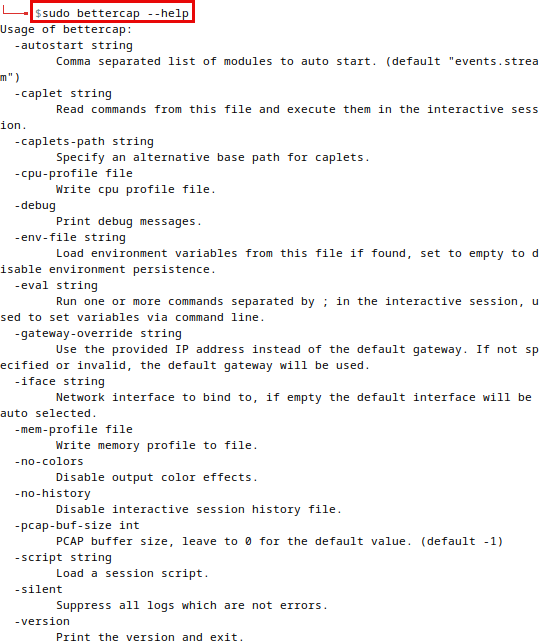 └──╼ $sudo bettercap --help
Usage of bettercap:
  -autostart string
        Comma separated list of modules to auto start. (default "events.strea
m")
  -caplet string
        Read commands from this file and execute them in the interactive sess
ion.
  -caplets-path string
        Specify an alternative base path for caplets.
  -cpu-profile file
        Write cpu profile file.
  -debug
        Print debug messages.
  -env-file string
        Load environment variables from this file if found, set to empty to d
isable environment persistence.
  -eval string
        Run one or more commands separated by ; in the interactive session, u
sed to set variables via command line.
  -gateway-override string
        Use the provided IP address instead of the default gateway. If not sp
ecified or invalid, the default gateway will be used.
  -iface string
        Network interface to bind to, if empty the default interface will be
auto selected.
  -mem-profile file
        Write memory profile to file.
  -no-colors
        Disable output color effects.
  -no-history
        Disable interactive session history file.
  -pcap-buf-size int
        PCAP buffer size, leave to 0 for the default value. (default -1)
  -script string
        Load a session script.
  -silent
        Suppress all logs which are not errors.
  -version
        Print the version and exit.